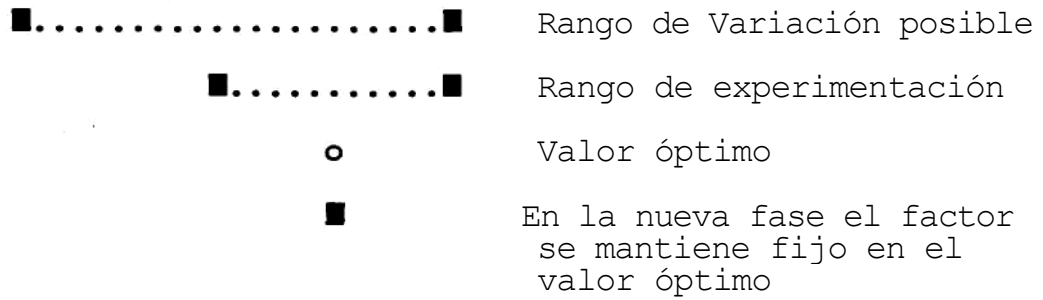 Rango de Variación posible
Rango de experimentación
Valor óptimo
En la nueva fase el factor
se mantiene fijo en el
valor óptimo